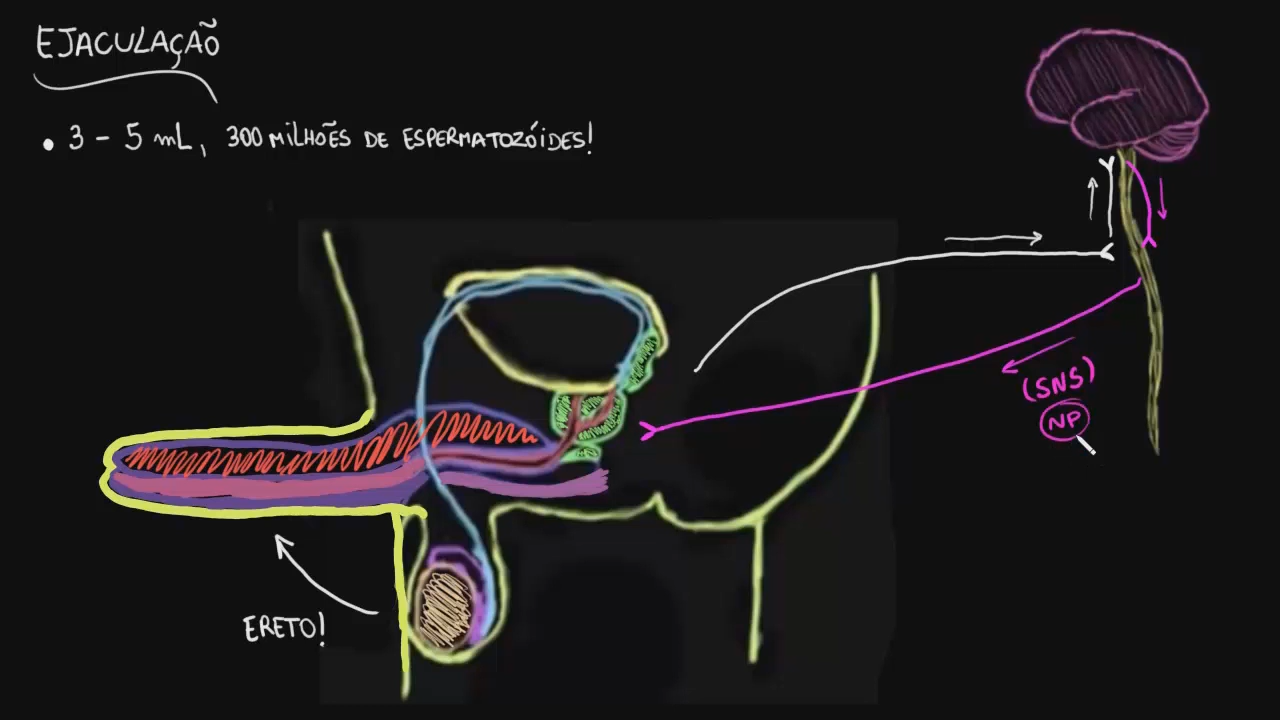 EJACULAÇÃO
• 3 - 5 mL, 300 MILHÕES DE ESPERMATOZÓIDES!
(SNS)
NP
ERETO!